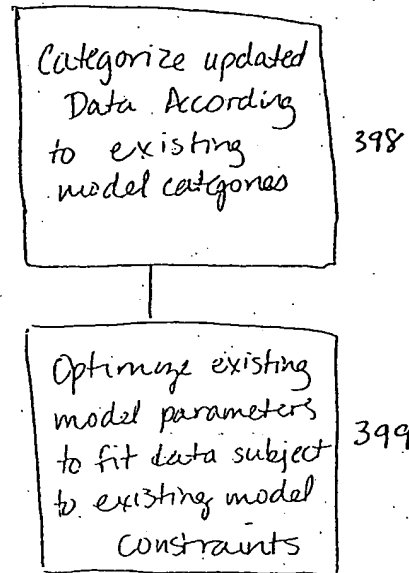 Categorize updated
Data According
to existing
model categories
398
Optimize existing
model parameters
to fit data subject
to existing model
constraints
399